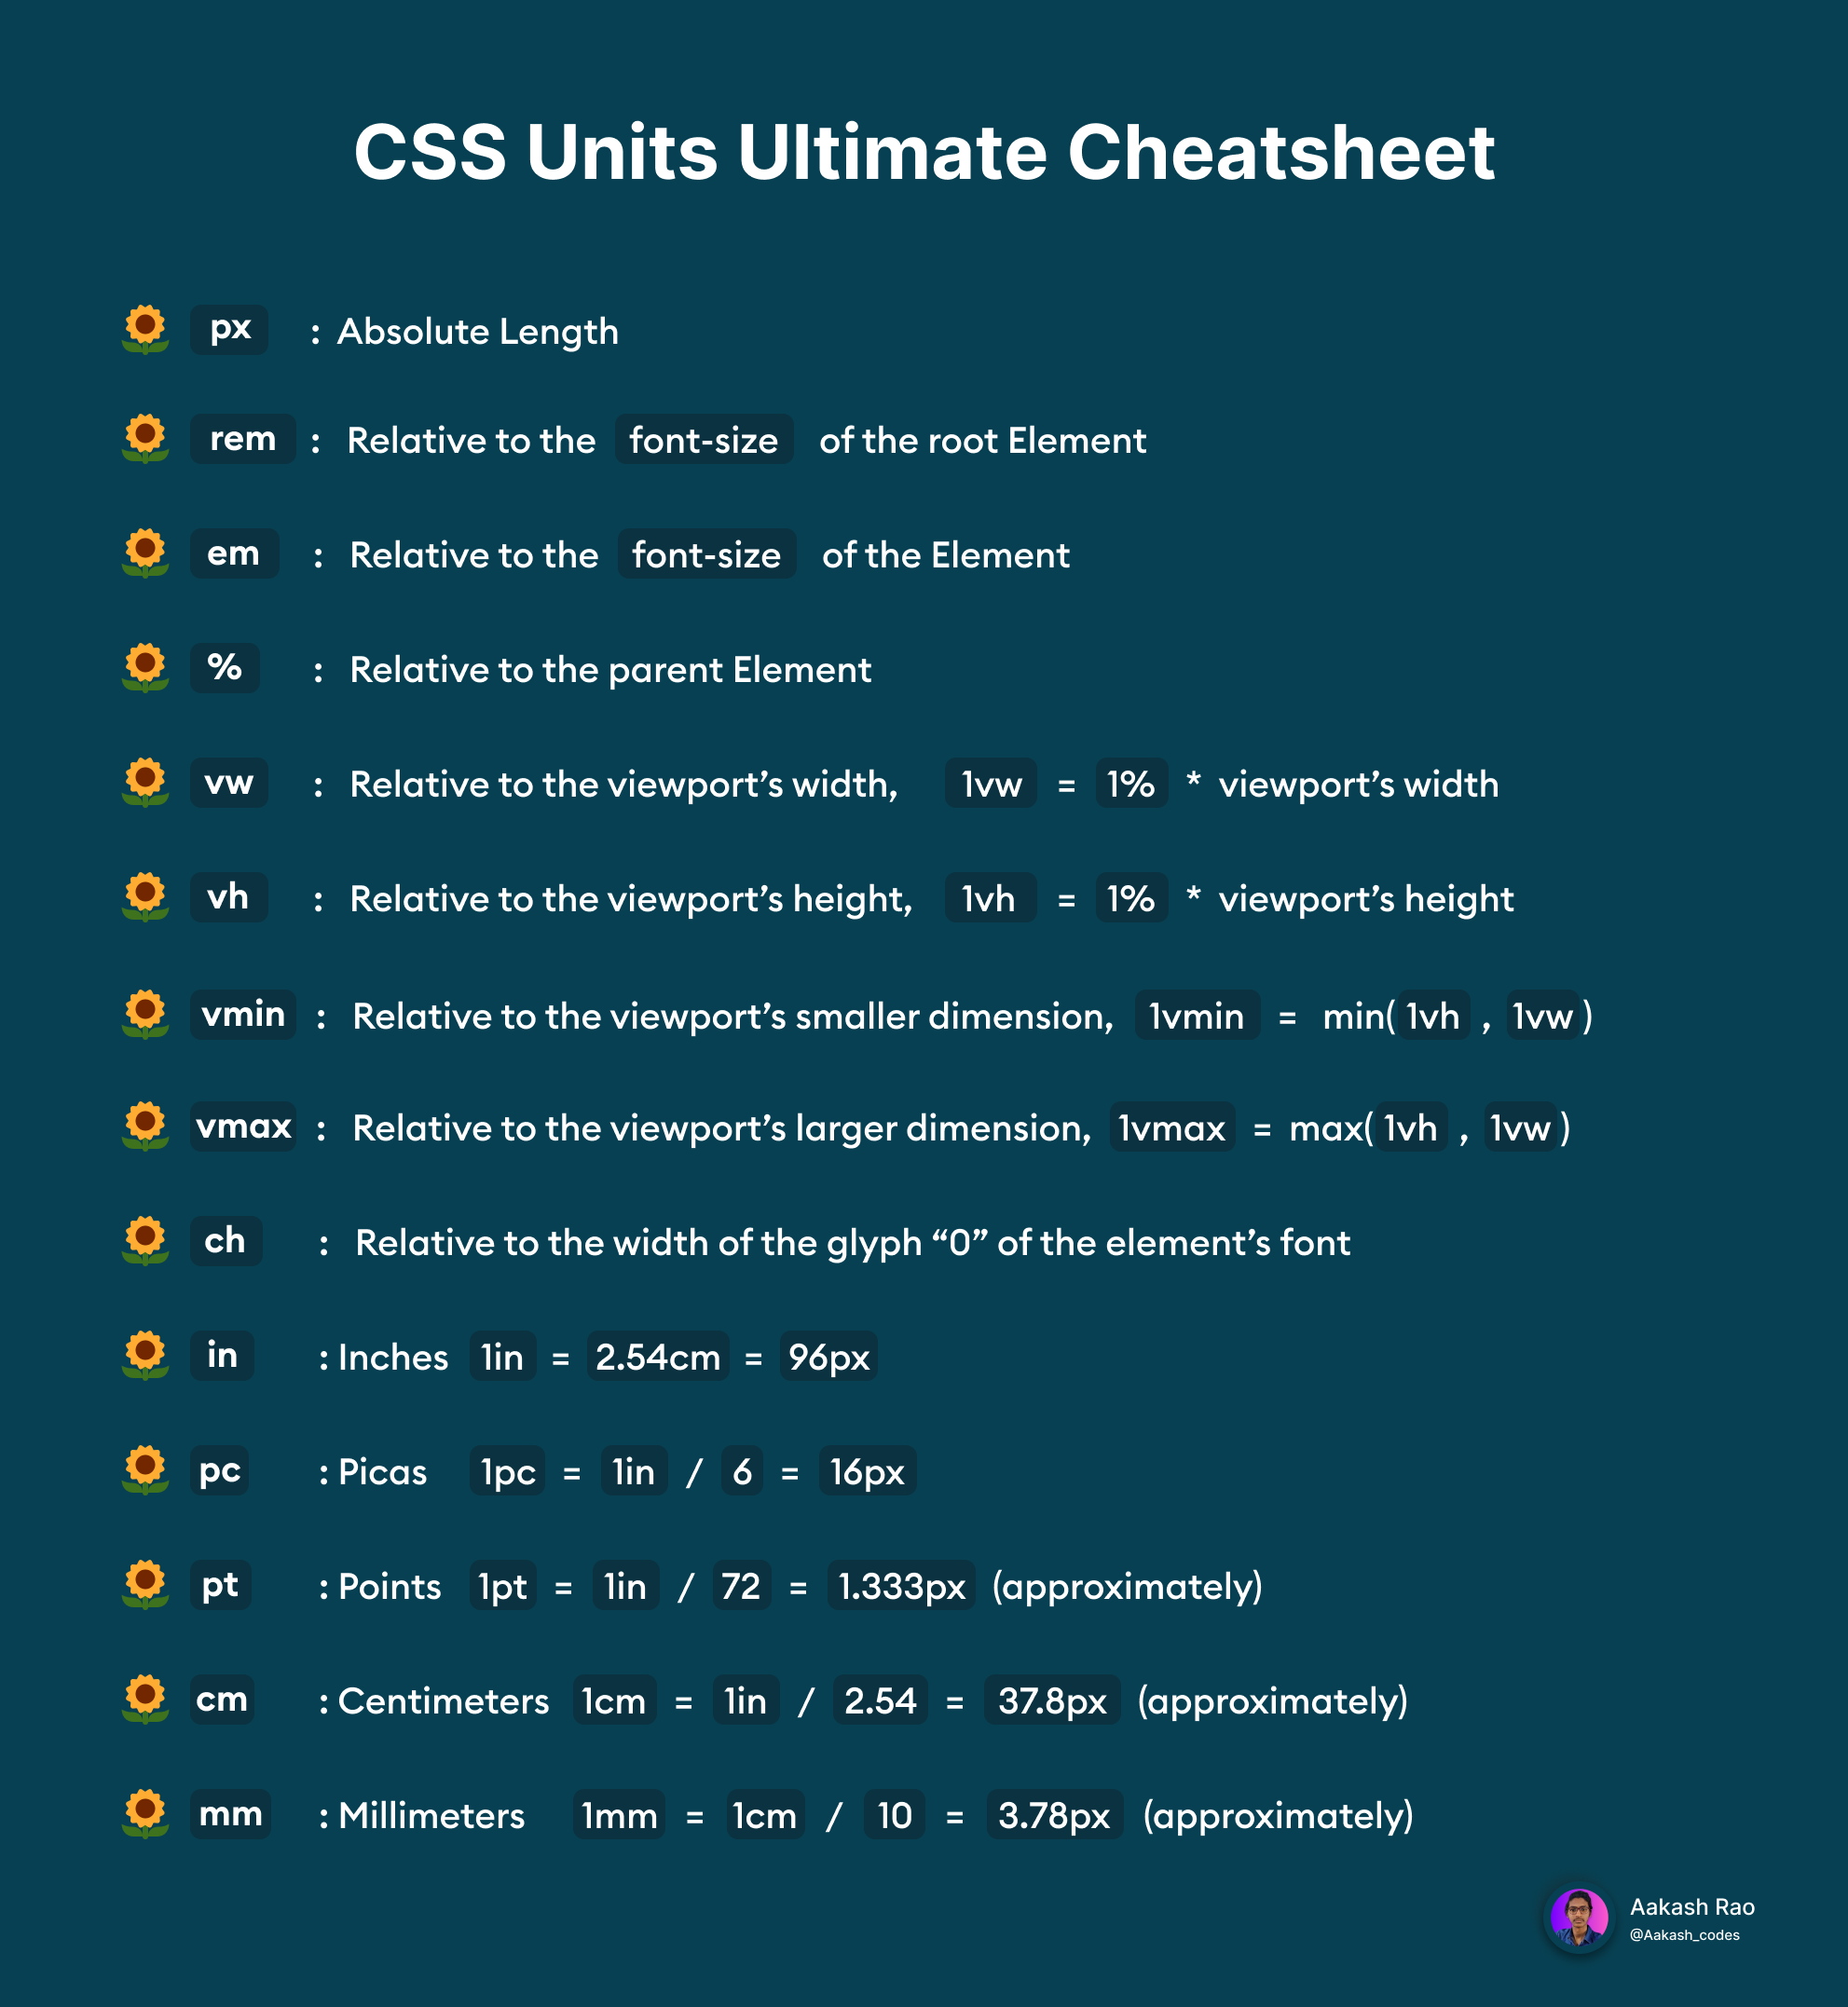 CSS Units Ultimate Cheatsheet
px : Absolute Length
rem : Relative to the font-size of the root Element
em : Relative to the font-size of the Element
% : Relative to the parent Element
vw : Relative to the viewport’s width, 1vw = 1% * viewport’s width
vh : Relative to the viewport’s height, 1vh = 1% * viewport’s height
vmin : Relative to the viewport’s smaller dimension, 1vmin = min( 1vh , 1vw )
vmax : Relative to the viewport’s larger dimension, 1vmax = max( 1vh , 1vw )
ch : Relative to the width of the glyph “0” of the element’s font
in : Inches 1in = 2.54cm = 96px
pc : Picas 1pc = 1in / 6 = 16px
pt : Points 1pt = 1in / 72 = 1.333px (approximately)
cm : Centimeters 1cm = 1in / 2.54 = 37.8px (approximately)
mm : Millimeters 1mm = 1cm / 10 = 3.78px (approximately)
Aakash Rao
@Aakash_codes